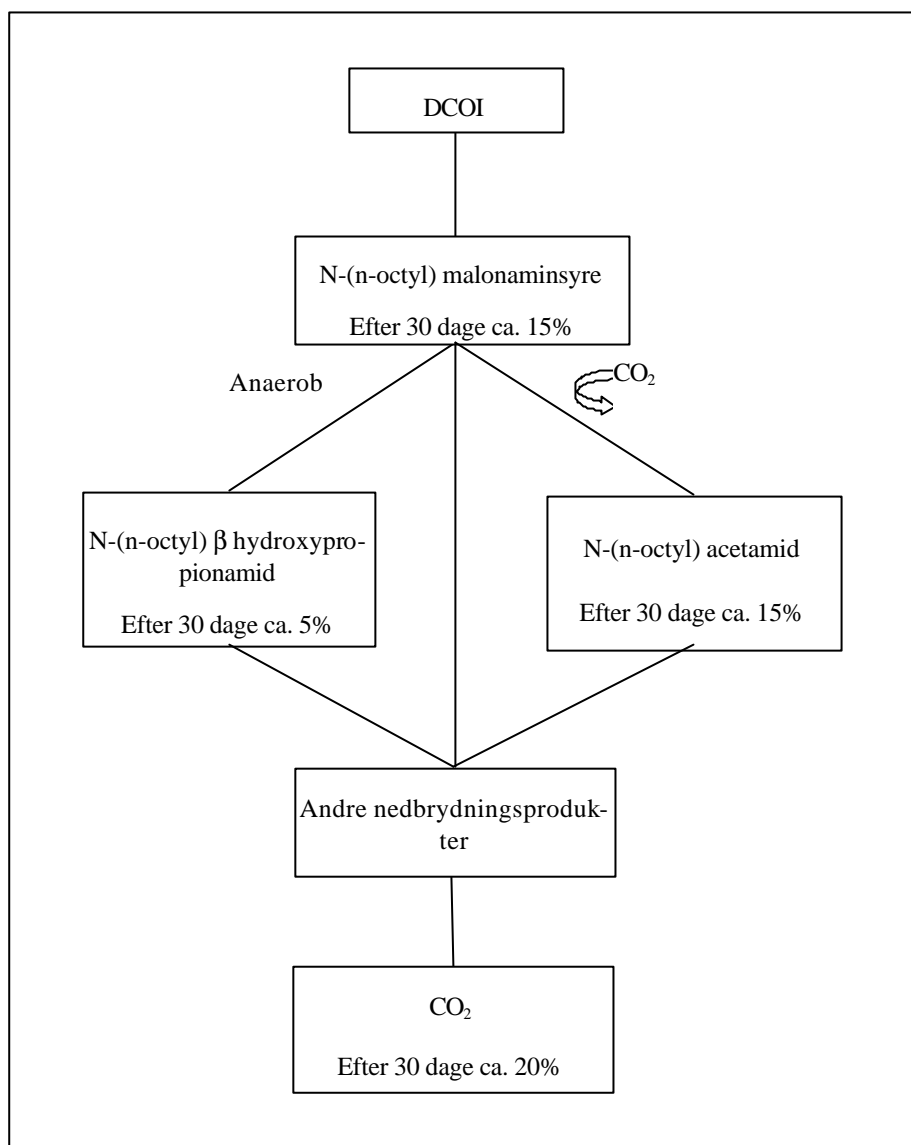 DCOI
N-(n-octyl) malonaminsyre
Efter 30 dage ca. 15%
Anaerob
CO₂
N-(n-octyl) β hydroxypro-
pionamid
Efter 30 dage ca. 5%
N-(n-octyl) acetamid
Efter 30 dage ca. 15%
Andre nedbrydningsproduk-
ter
CO₂
Efter 30 dage ca. 20%